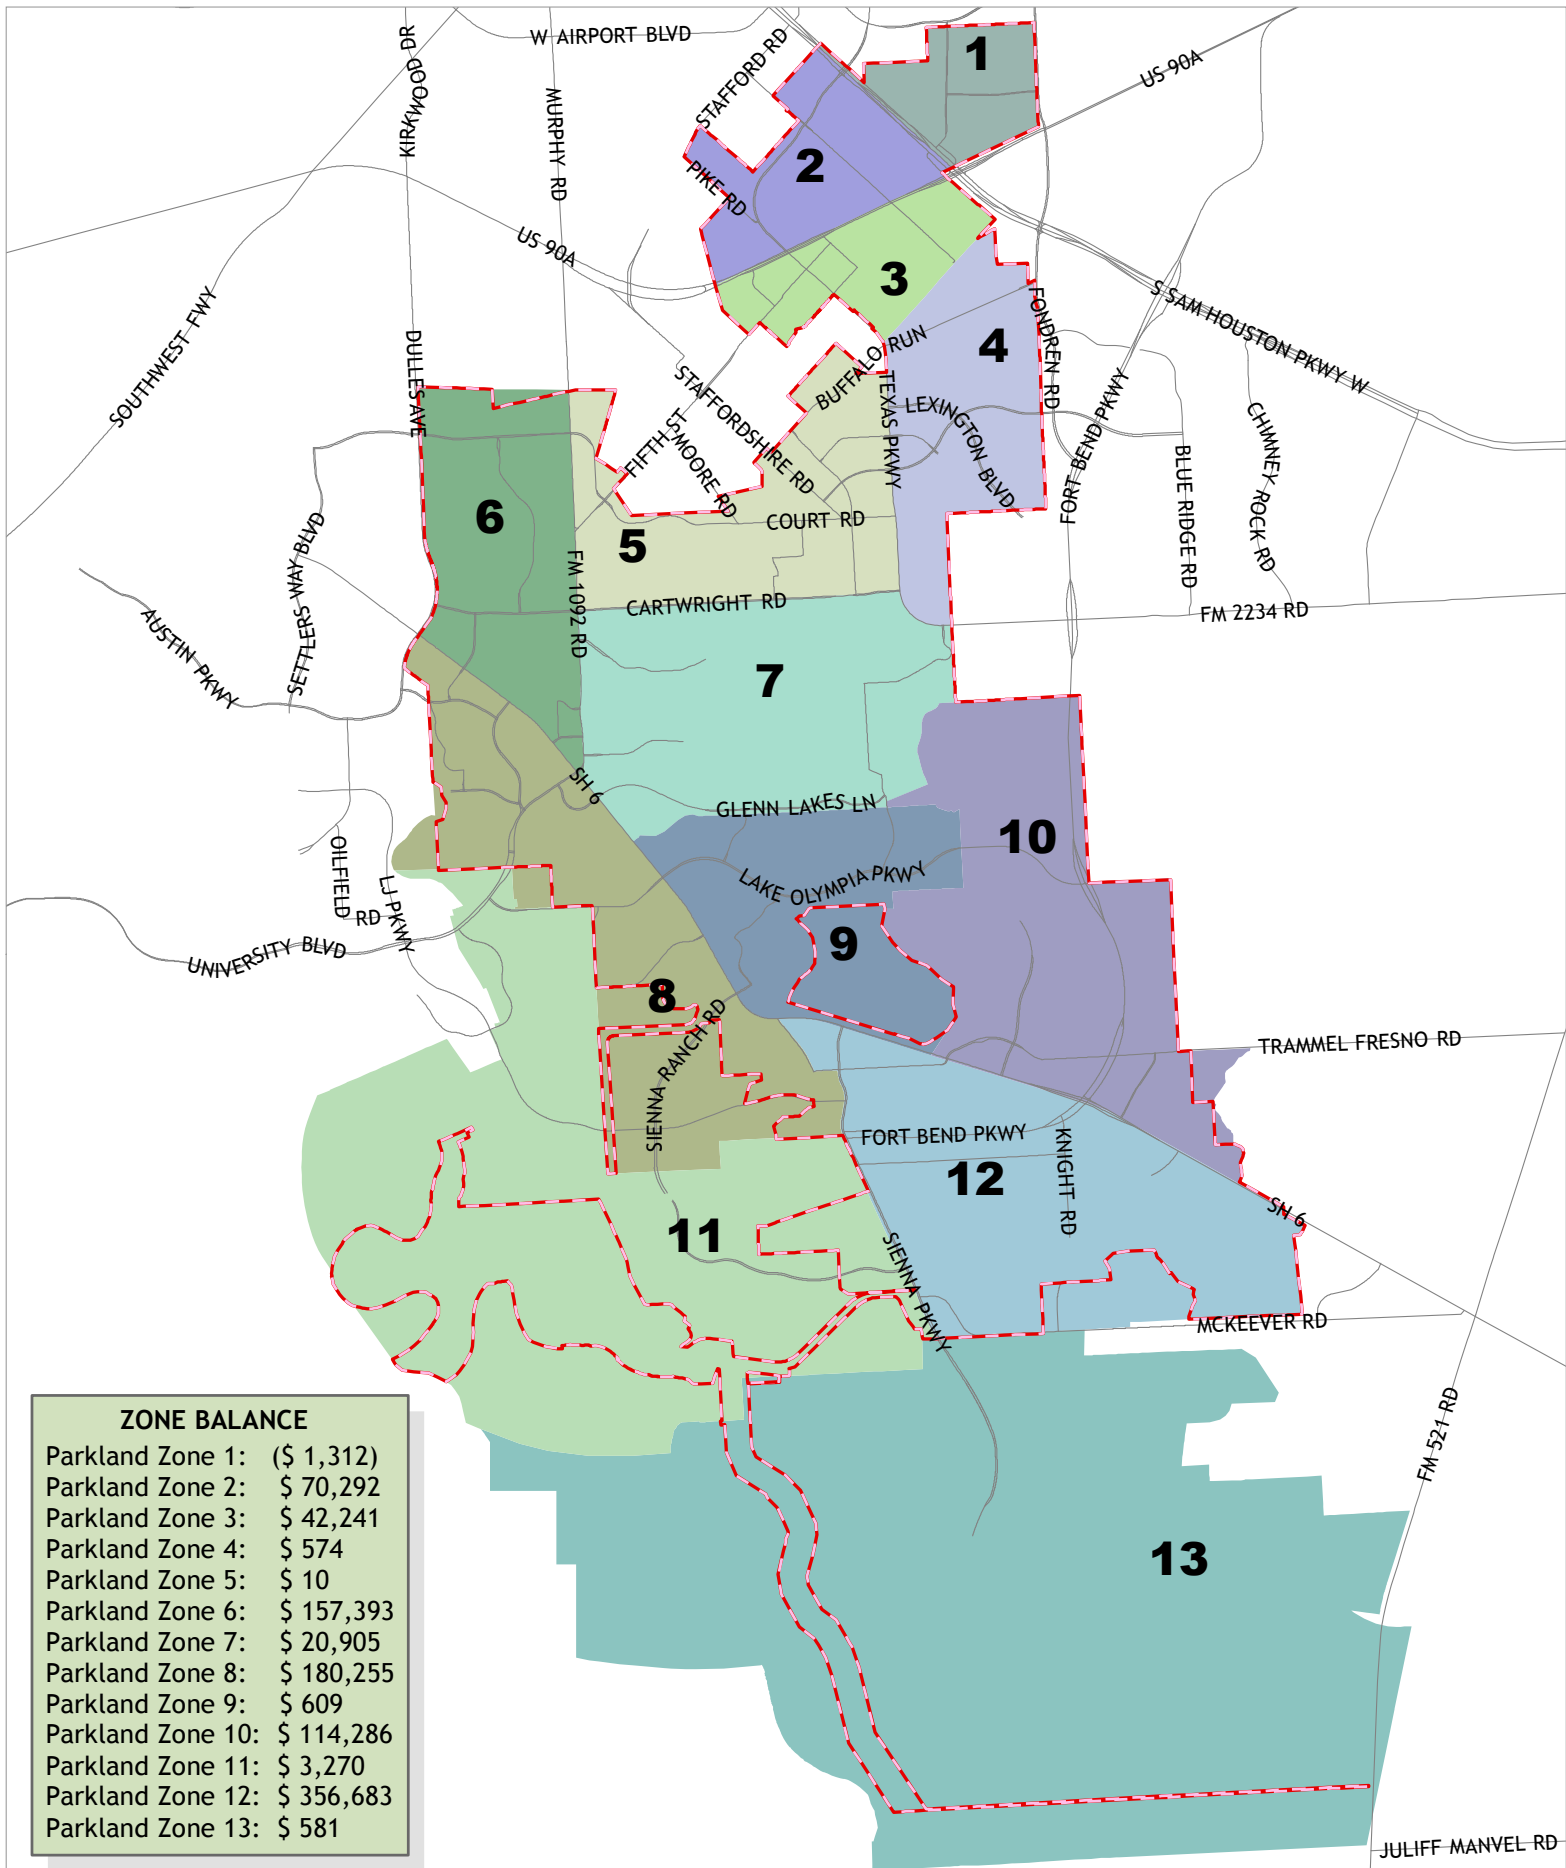 W AIRPORT BLVD
KIRKWOOD DR
MURPHY RD
STAFFORD RD
1
US 90A
2
PIKE RD
US 90A
3
S SAM HOUSTON PKWY W
SOUTHWEST FWY
DULLES AVE
BUFFALO RUN
4
FONDREN RD
STAFFORDSHIRE RD
FIFTH ST
MOORE RD
TEXAS PKWY
LEXINGTON BLVD
FORT BEND PKWY
BLUE RIDGE RD
CHIMNEY ROCK RD
6
5
COURT RD
SETTLERS WAY BLVD
FM 1092 RD
CARTWRIGHT RD
FM 2234 RD
AUSTIN PKWY
7
SH 6
GLENN LAKES LN
10
OILFIELD RD
LJ PKWY
LAKE OLYMPIA PKWY
UNIVERSITY BLVD
9
8
SIENNA RANCH RD
TRAMMEL FRESNO RD
FORT BEND PKWY
KNIGHT RD
12
11
SH 6
SIENNA PKWY
MCKEEVER RD
FM 521 RD
13
JULIFF MANVEL RD
ZONE BALANCE
Parkland Zone 1: ($ 1,312)
Parkland Zone 2: $ 70,292
Parkland Zone 3: $ 42,241
Parkland Zone 4: $ 574
Parkland Zone 5: $ 10
Parkland Zone 6: $ 157,393
Parkland Zone 7: $ 20,905
Parkland Zone 8: $ 180,255
Parkland Zone 9: $ 609
Parkland Zone 10: $ 114,286
Parkland Zone 11: $ 3,270
Parkland Zone 12: $ 356,683
Parkland Zone 13: $ 581